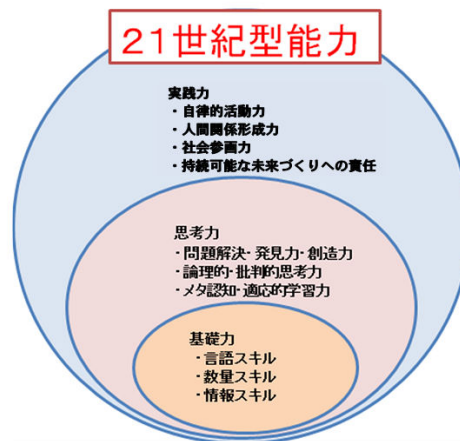 21世紀型能力
実践力
・自律的活動力
・人間関係形成力
・社会参画力
・持続可能な未来づくりへの責任
思考力
・問題解決・発見力・創造力
・論理的・批判的思考力
・メタ認知・適応的学習力
基礎力
・言語スキル
・数量スキル
・情報スキル